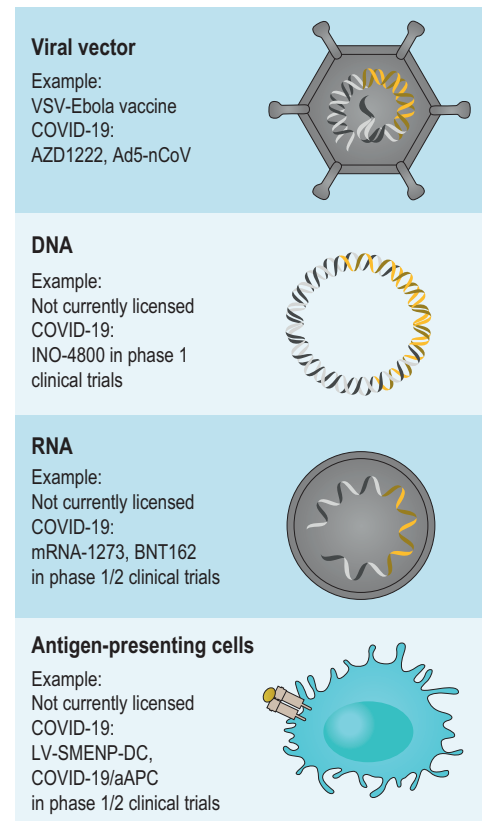 Viral vector
Example:
VSV-Ebola vaccine
COVID-19:
AZD1222, Ad5-nCoV
DNA
Example:
Not currently licensed
COVID-19:
INO-4800 in phase 1
clinical trials
RNA
Example:
Not currently licensed
COVID-19:
mRNA-1273, BNT162
in phase 1/2 clinical trials
Antigen-presenting cells
Example:
Not currently licensed
COVID-19:
LV-SMENP-DC,
COVID-19/aAPC
in phase 1/2 clinical trials